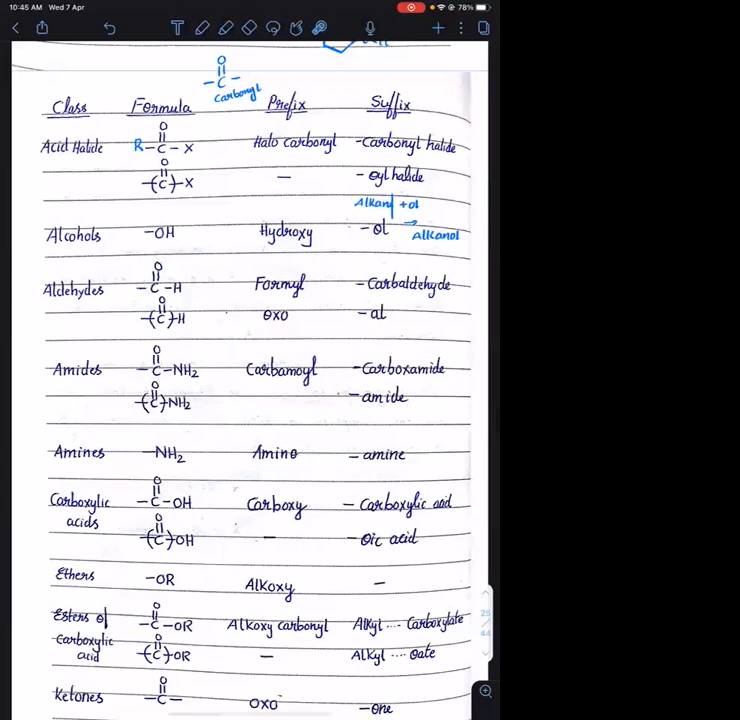 10:45 AM Wed 7 Apr
78%
O
||
–C–
Carbonyl
Class Formula Prefix Suffix
O
||
Acid Halide R–C–X Halo carbonyl -Carbonyl halide
O
||
-(C)-X — - oyl halide
Alkane + ol
Alcohols -OH Hydroxy - ol → Alkanol
O
||
Aldehydes -C-H Formyl -Carbaldehyde
O
||
-(C)-H oxo -al
O
||
Amides -C-NH2 Carbamoyl -Carboxamide
O
||
-(C)-NH2 -amide
Amines -NH2 Amino - amine
O
||
Carboxylic -C-OH Carboxy - Carboxylic acid
acids
O
||
-(C)-OH - - oic acid
Ethers -OR Alkoxy —
O
||
Esters of -C-OR Alkoxy carbonyl Alkyl .... Carboxylate
carboxylic
O
||
acid -(C)-OR — Alkyl .... oate
O
||
Ketones -C- oxo -one
25
44